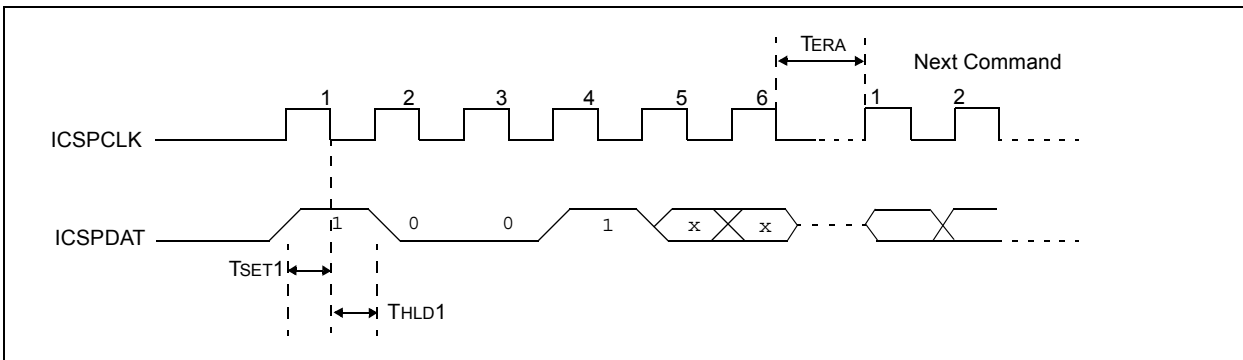 TERA
Next Command
1 2 3 4 5 6 1 2
ICSPCLK
1 0 0 1 x x
ICSPDAT
TSET1
THLD1